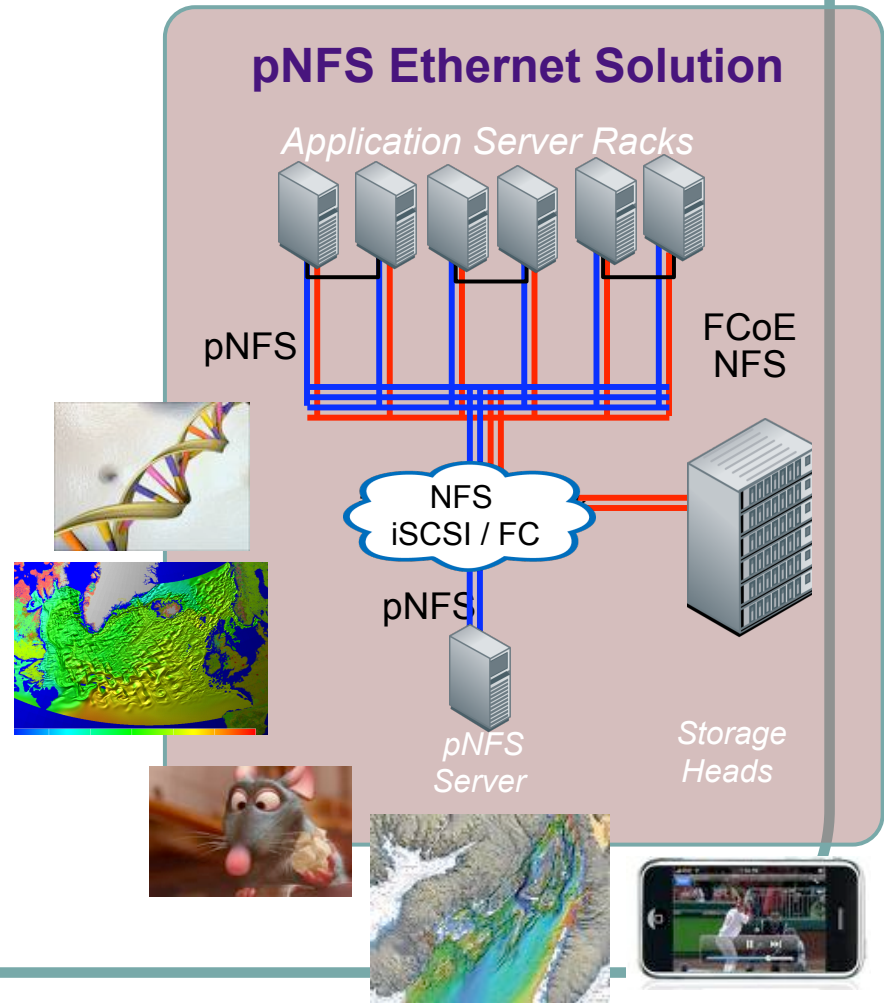 pNFS Ethernet Solution
Application Server Racks
pNFS
FCoE
NFS
NFS
iSCSI / FC
pNFS
pNFS
Server
Storage
Heads